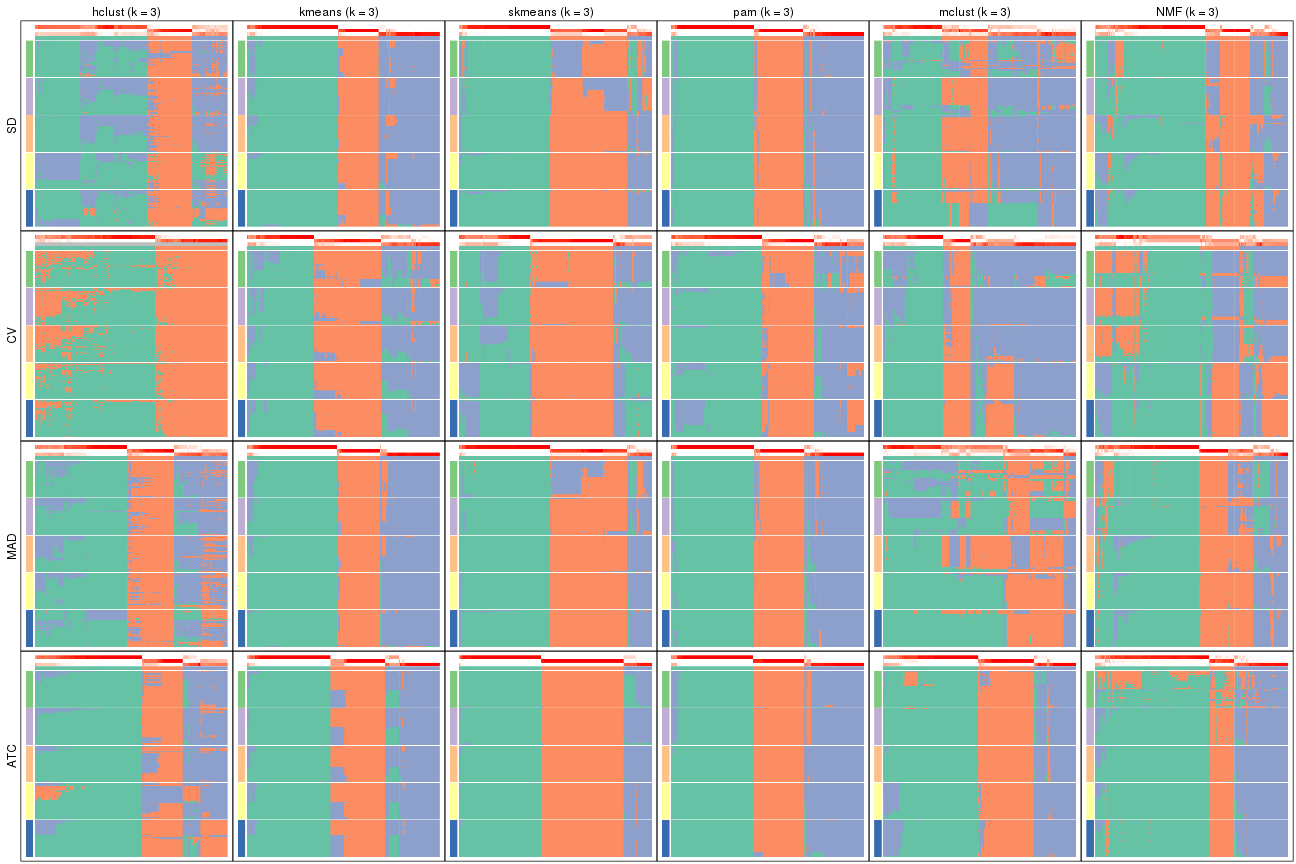 hclust (k = 3) kmeans (k = 3) skmeans (k = 3) pam (k = 3) mclust (k = 3) NMF (k = 3)
SD
CV
MAD
ATC